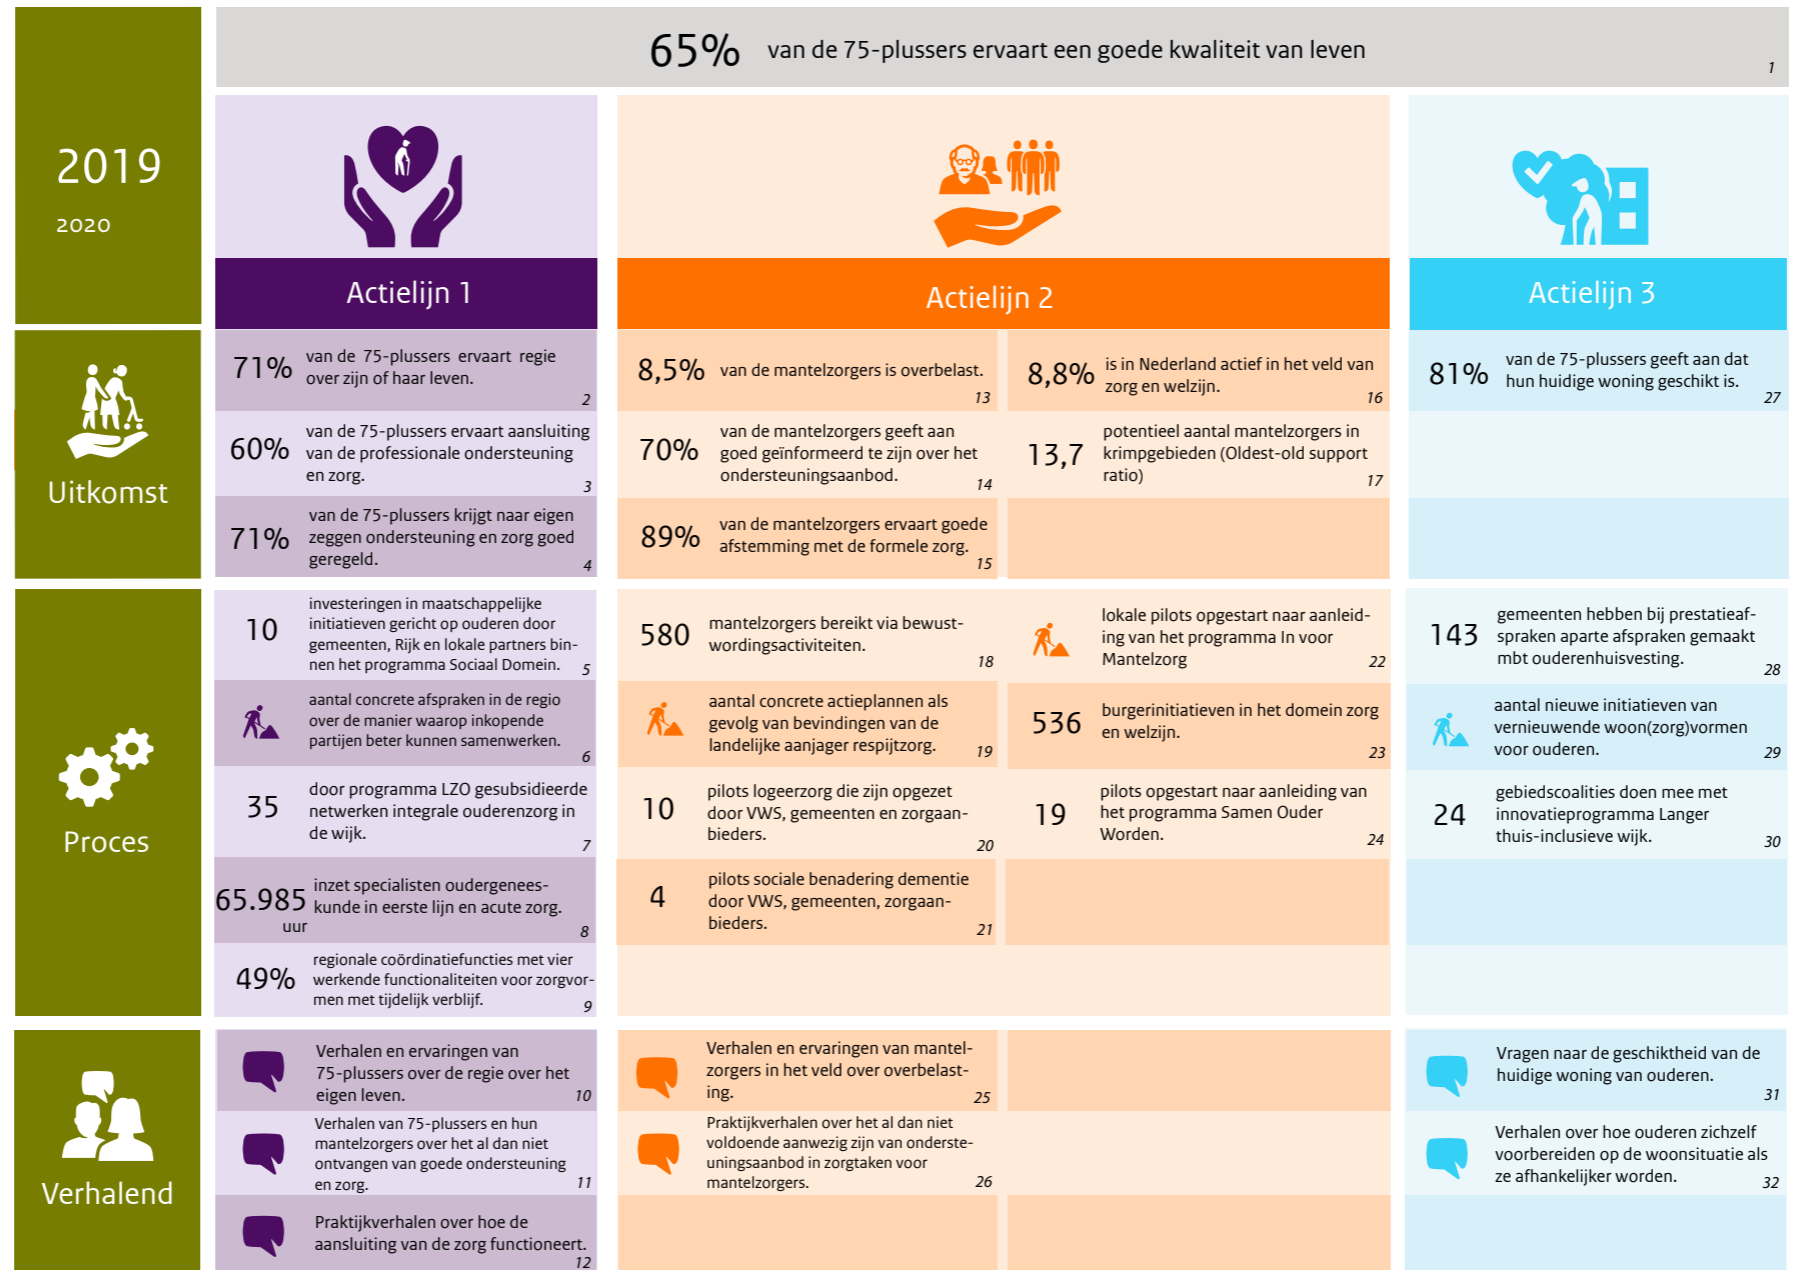 65% van de 75-plussers ervaart een goede kwaliteit van leven
1
2019
2020
Actielijn 1
Actielijn 2
Actielijn 3
Uitkomst
71% van de 75-plussers ervaart regie
over zijn of haar leven.
2
60% van de 75-plussers ervaart aansluiting
van de professionale ondersteuning
en zorg.
3
71% van de 75-plussers krijgt naar eigen
zeggen ondersteuning en zorg goed
geregeld.
4
8,5% van de mantelzorgers is overbelast.
13
70% van de mantelzorgers geeft aan
goed geïnformeerd te zijn over het
ondersteuningsaanbod.
14
89% van de mantelzorgers ervaart goede
afstemming met de formele zorg.
15
8,8% is in Nederland actief in het veld van
zorg en welzijn.
16
13,7 potentieel aantal mantelzorgers in
krimpgebieden (Oldest-old support
ratio)
17
81% van de 75-plussers geeft aan dat
hun huidige woning geschikt is.
27
Proces
10 investeringen in maatschappelijke
initiatieven gericht op ouderen door
gemeenten, Rijk en lokale partners bin-
nen het programma Sociaal Domein.
5
aantal concrete afspraken in de regio
over de manier waarop inkopende
partijen beter kunnen samenwerken.
6
35 door programma LZO gesubsidieerde
netwerken integrale ouderenzorg in
de wijk.
7
65.985 uur inzet specialisten oudergenees-
kunde in eerste lijn en acute zorg.
8
49% regionale coördinatiefuncties met vier
werkende functionaliteiten voor zorgvor-
men met tijdelijk verblijf.
9
580 mantelzorgers bereikt via bewust-
wordingsactiviteiten.
18
aantal concrete actieplannen als
gevolg van bevindingen van de
landelijke aanjager respijtzorg.
19
10 pilots logeerzorg die zijn opgezet
door VWS, gemeenten en zorgaan-
bieders.
20
4 pilots sociale benadering dementie
door VWS, gemeenten, zorgaan-
bieders.
21
lokale pilots opgestart naar aanleid-
ing van het programma In voor
Mantelzorg
22
536 burgerinitiatieven in het domein zorg
en welzijn.
23
19 pilots opgestart naar aanleiding van
het programma Samen Ouder
Worden.
24
143 gemeenten hebben bij prestatieaf-
spraken aparte afspraken gemaakt
mbt ouderenhuisvesting.
28
aantal nieuwe initiatieven van
vernieuwende woon(zorg)vormen
voor ouderen.
29
24 gebiedscoalities doen mee met
innovatieprogramma Langer
thuis-inclusieve wijk.
30
Verhalend
Verhalen en ervaringen van
75-plussers over de regie over het
eigen leven.
10
Verhalen van 75-plussers en hun
mantelzorgers over het al dan niet
ontvangen van goede ondersteuning
en zorg.
11
Praktijkverhalen over hoe de
aansluiting van de zorg functioneert.
12
Verhalen en ervaringen van mantel-
zorgers in het veld over overbelast-
ing.
25
Praktijkverhalen over het al dan niet
voldoende aanwezig zijn van onderste-
uningsaanbod in zorgtaken voor
mantelzorgers.
26
Vragen naar de geschiktheid van de
huidige woning van ouderen.
31
Verhalen over hoe ouderen zichzelf
voorbereiden op de woonsituatie als
ze afhankelijker worden.
32